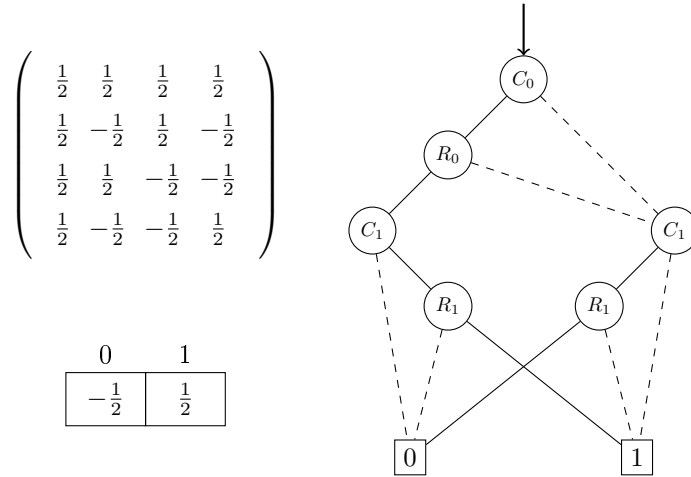 1/2 1/2 1/2 1/2
1/2 −1/2 1/2 −1/2
1/2 1/2 −1/2 −1/2
1/2 −1/2 −1/2 1/2
0 1
−1/2 1/2
C₀
R₀
C₁ C₁
R₁ R₁
0 1